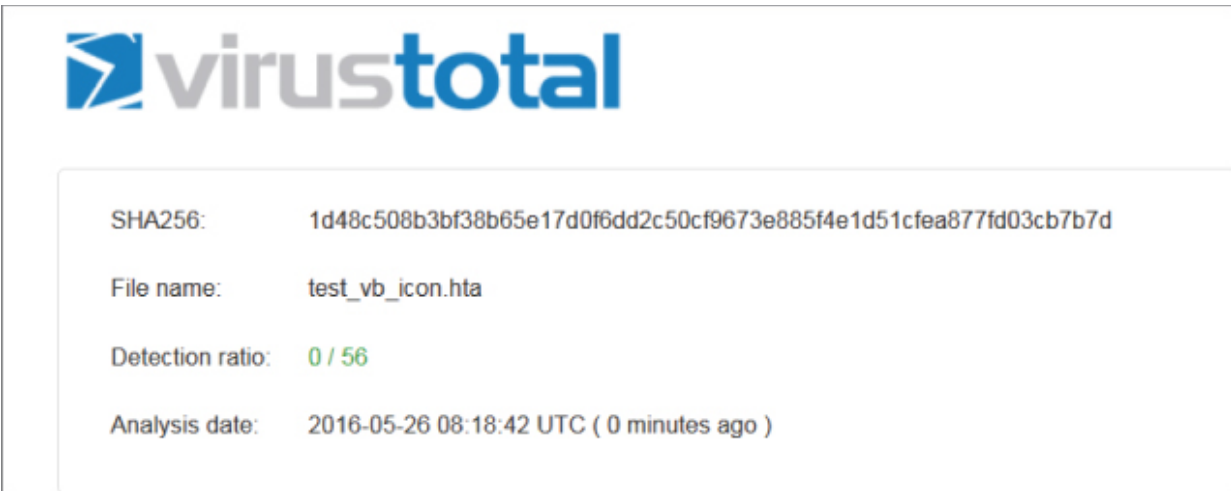 virustotal
SHA256: 1d48c508b3bf38b65e17d0f6dd2c50cf9673e885f4e1d51cfea877fd03cb7b7d
File name: test_vb_icon.hta
Detection ratio: 0 / 56
Analysis date: 2016-05-26 08:18:42 UTC ( 0 minutes ago )